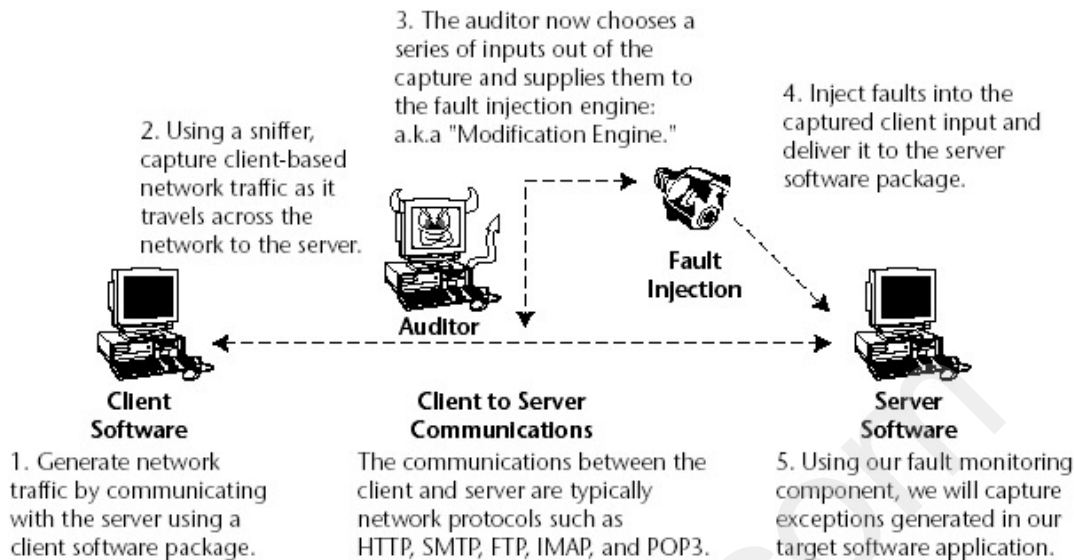 3. The auditor now chooses a
series of inputs out of the
capture and supplies them to
the fault injection engine:
a.k.a "Modification Engine."
4. Inject faults into the
captured client input and
deliver it to the server
software package.
2. Using a sniffer,
capture client-based
network traffic as it
travels across the
network to the server.
Fault
Injection
Auditor
Client
Software
Client to Server
Communications
Server
Software
1. Generate network
traffic by communicating
with the server using a
client software package.
The communications between the
client and server are typically
network protocols such as
HTTP, SMTP, FTP, IMAP, and POP3.
5. Using our fault monitoring
component, we will capture
exceptions generated in our
target software application.
com